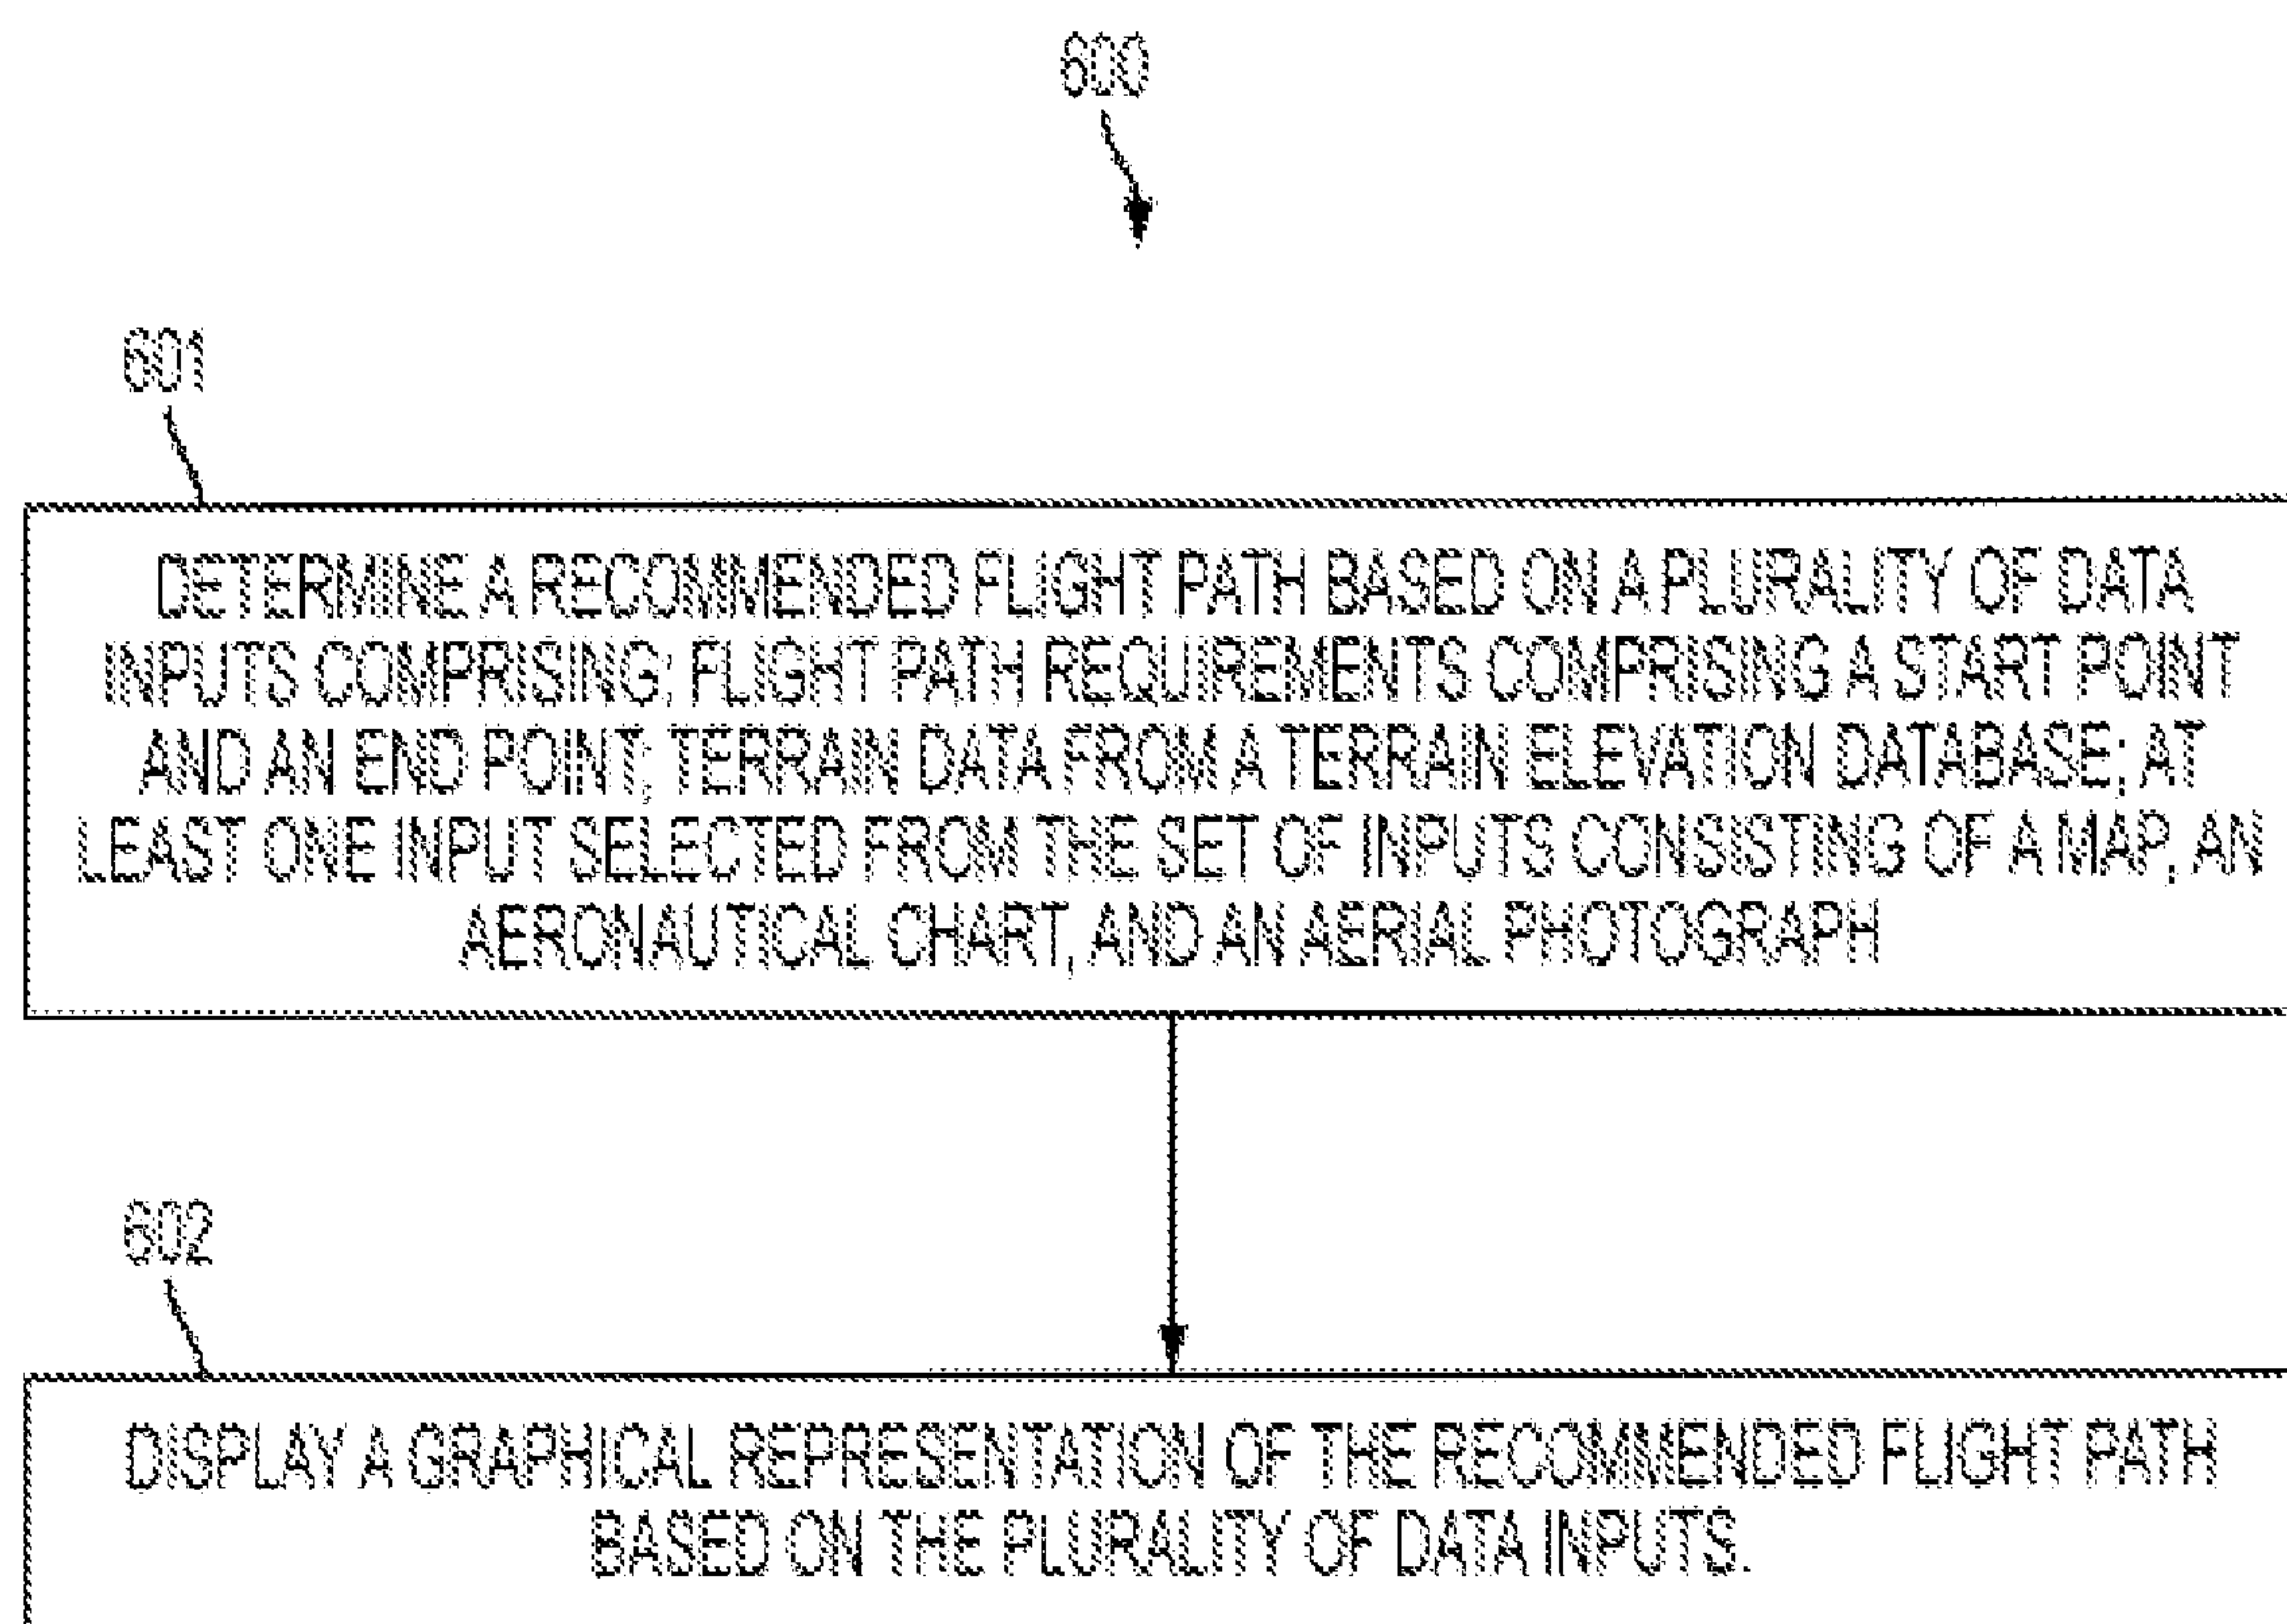 600
601
DETERMINE A RECOMMENDED FLIGHT PATH BASED ON A PLURALITY OF DATA
INPUTS COMPRISING: FLIGHT PATH REQUIREMENTS COMPRISING A START POINT
AND AN END POINT; TERRAIN DATA FROM A TERRAIN ELEVATION DATABASE; AT
LEAST ONE INPUT SELECTED FROM THE SET OF INPUTS CONSISTING OF A MAP, AN
AERONAUTICAL CHART, AND AN AERIAL PHOTOGRAPH
602
DISPLAY A GRAPHICAL REPRESENTATION OF THE RECOMMENDED FLIGHT PATH
BASED ON THE PLURALITY OF DATA INPUTS.